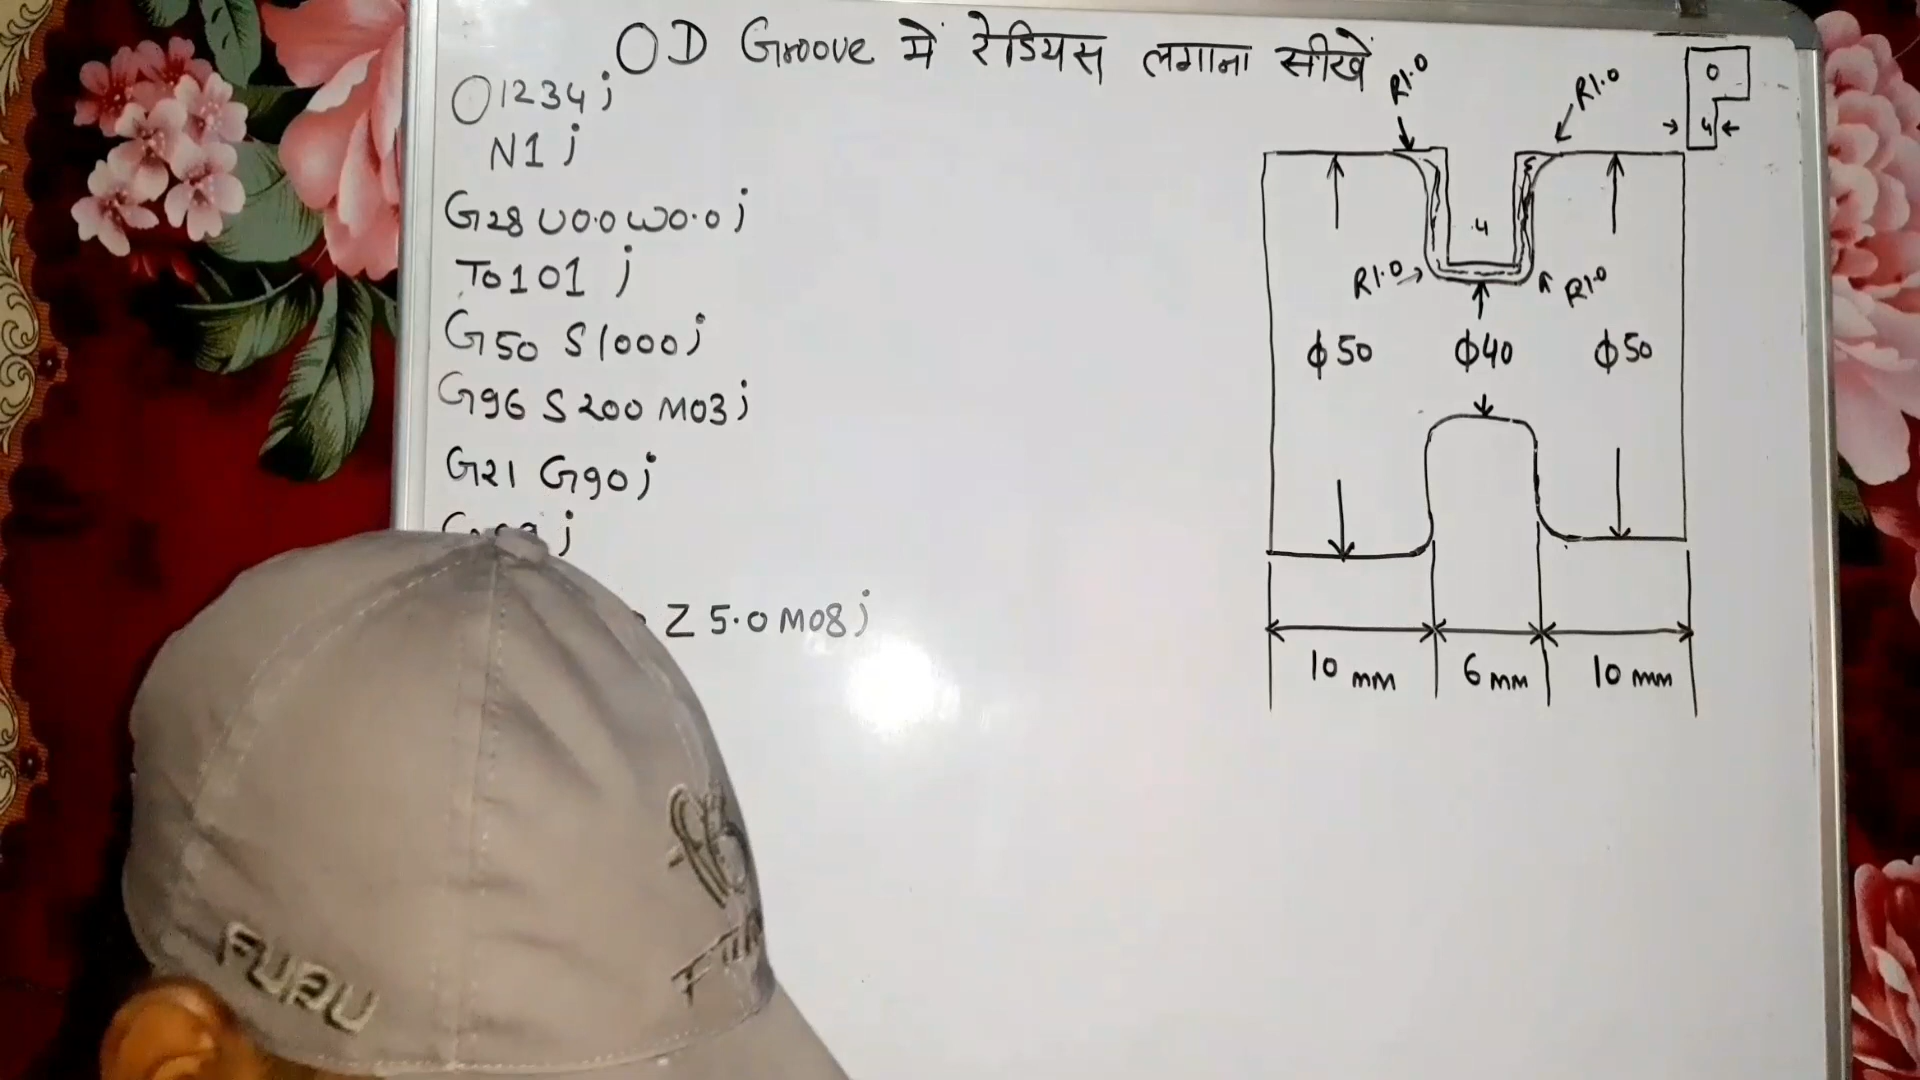 OD Groove में रेडियस लगाना सीखें
O1234;
N1;
G28 U0.0 W0.0;
T0101;
G50 S1000;
G96 S200 M03;
G21 G90;
Z 5.0 M08;
R1.0
R1.0
0
4
4
R1.0
R1.0
ϕ50
ϕ40
ϕ50
10 mm
6 mm
10 mm
FUBU